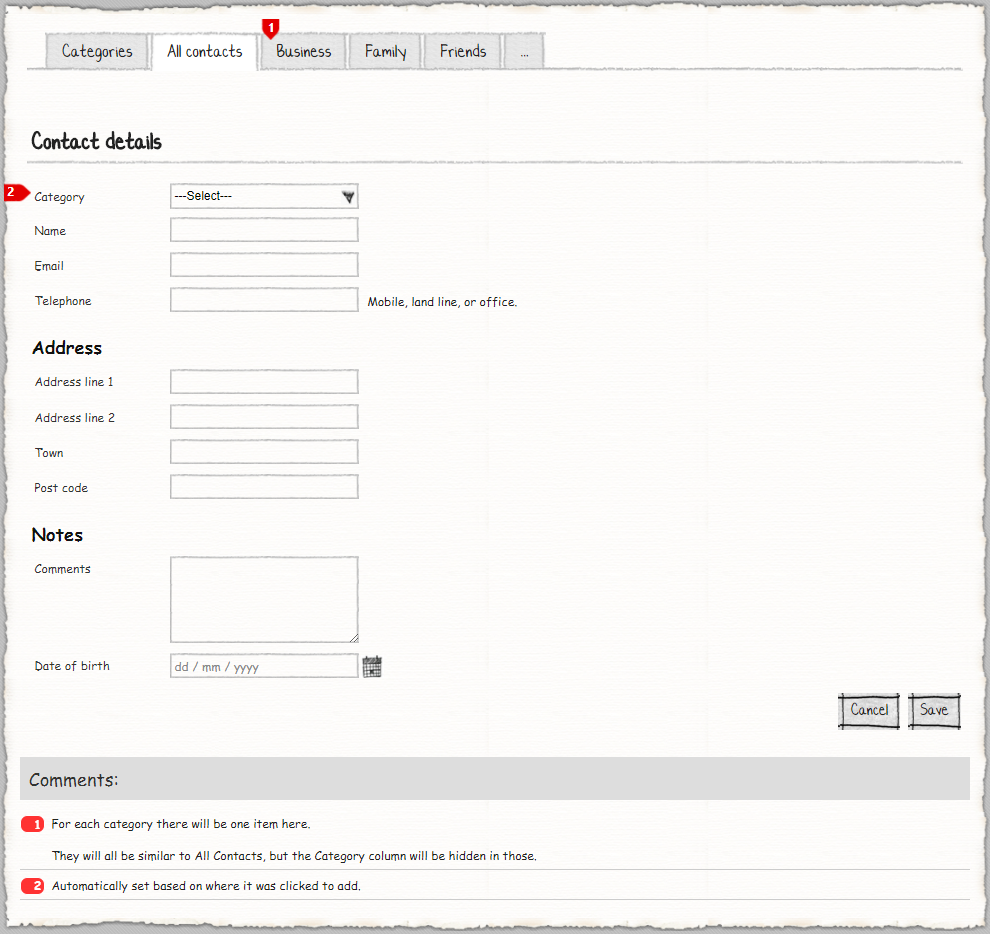 1
Categories All contacts Business Family Friends ...
Contact details
2 Category ---Select---
Name
Email
Telephone Mobile, land line, or office.
Address
Address line 1
Address line 2
Town
Post code
Notes
Comments
Date of birth dd / mm / yyyy
Cancel Save
Comments:
1 For each category there will be one item here.
They will all be similar to All Contacts, but the Category column will be hidden in those.
2 Automatically set based on where it was clicked to add.